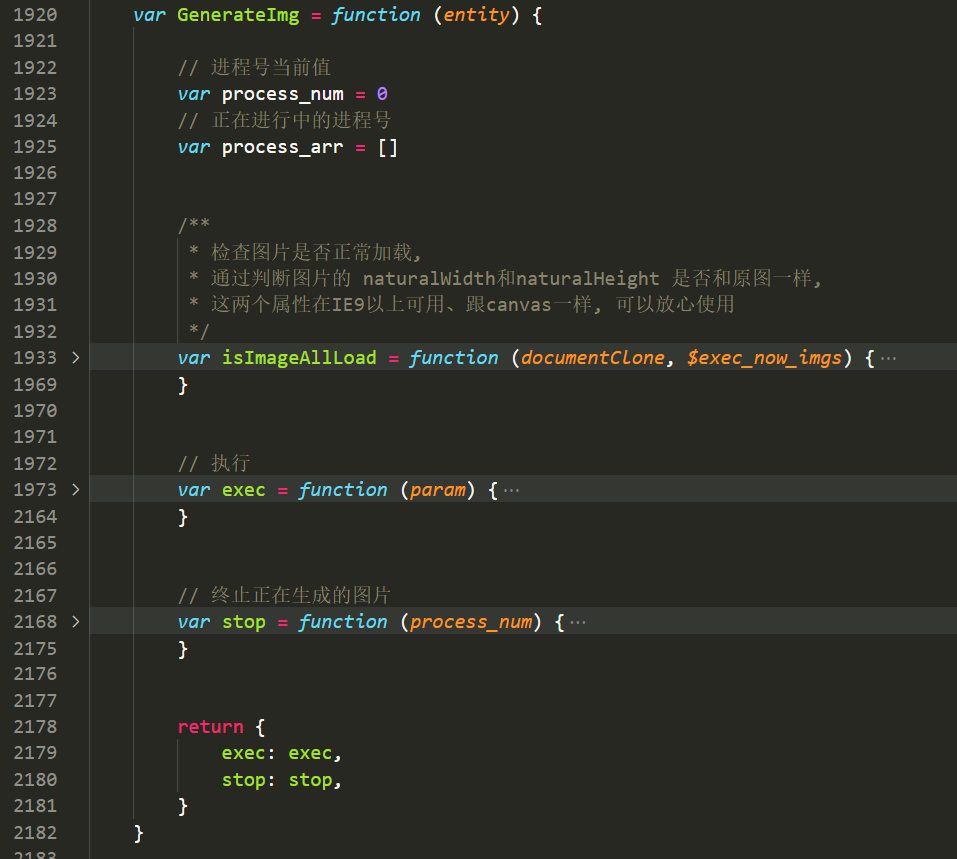 1920 var GenerateImg = function (entity) {
1921
1922 // 进程号当前值
1923 var process_num = 0
1924 // 正在进行中的进程号
1925 var process_arr = []
1926
1927
1928 /**
1929 * 检查图片是否正常加载,
1930 * 通过判断图片的 naturalWidth和naturalHeight 是否和原图一样,
1931 * 这两个属性在IE9以上可用、跟canvas一样, 可以放心使用
1932 */
1933 > var isImageAllLoad = function (documentClone, $exec_now_imgs) {···
1969 }
1970
1971
1972 // 执行
1973 > var exec = function (param) {···
2164 }
2165
2166
2167 // 终止正在生成的图片
2168 > var stop = function (process_num) {···
2175 }
2176
2177
2178 return {
2179 exec: exec,
2180 stop: stop,
2181 }
2182 }
2183